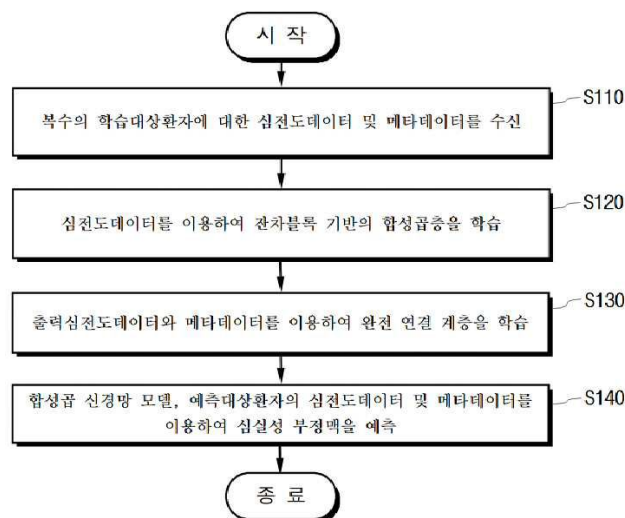 시 작
복수의 학습대상환자에 대한 심전도데이터 및 메타데이터를 수신
S110
심전도데이터를 이용하여 잔차블록 기반의 합성곱층을 학습
S120
출력심전도데이터와 메타데이터를 이용하여 완전 연결 계층을 학습
S130
합성곱 신경망 모델, 예측대상환자의 심전도데이터 및 메타데이터를
이용하여 심실성 부정맥을 예측
S140
종 료